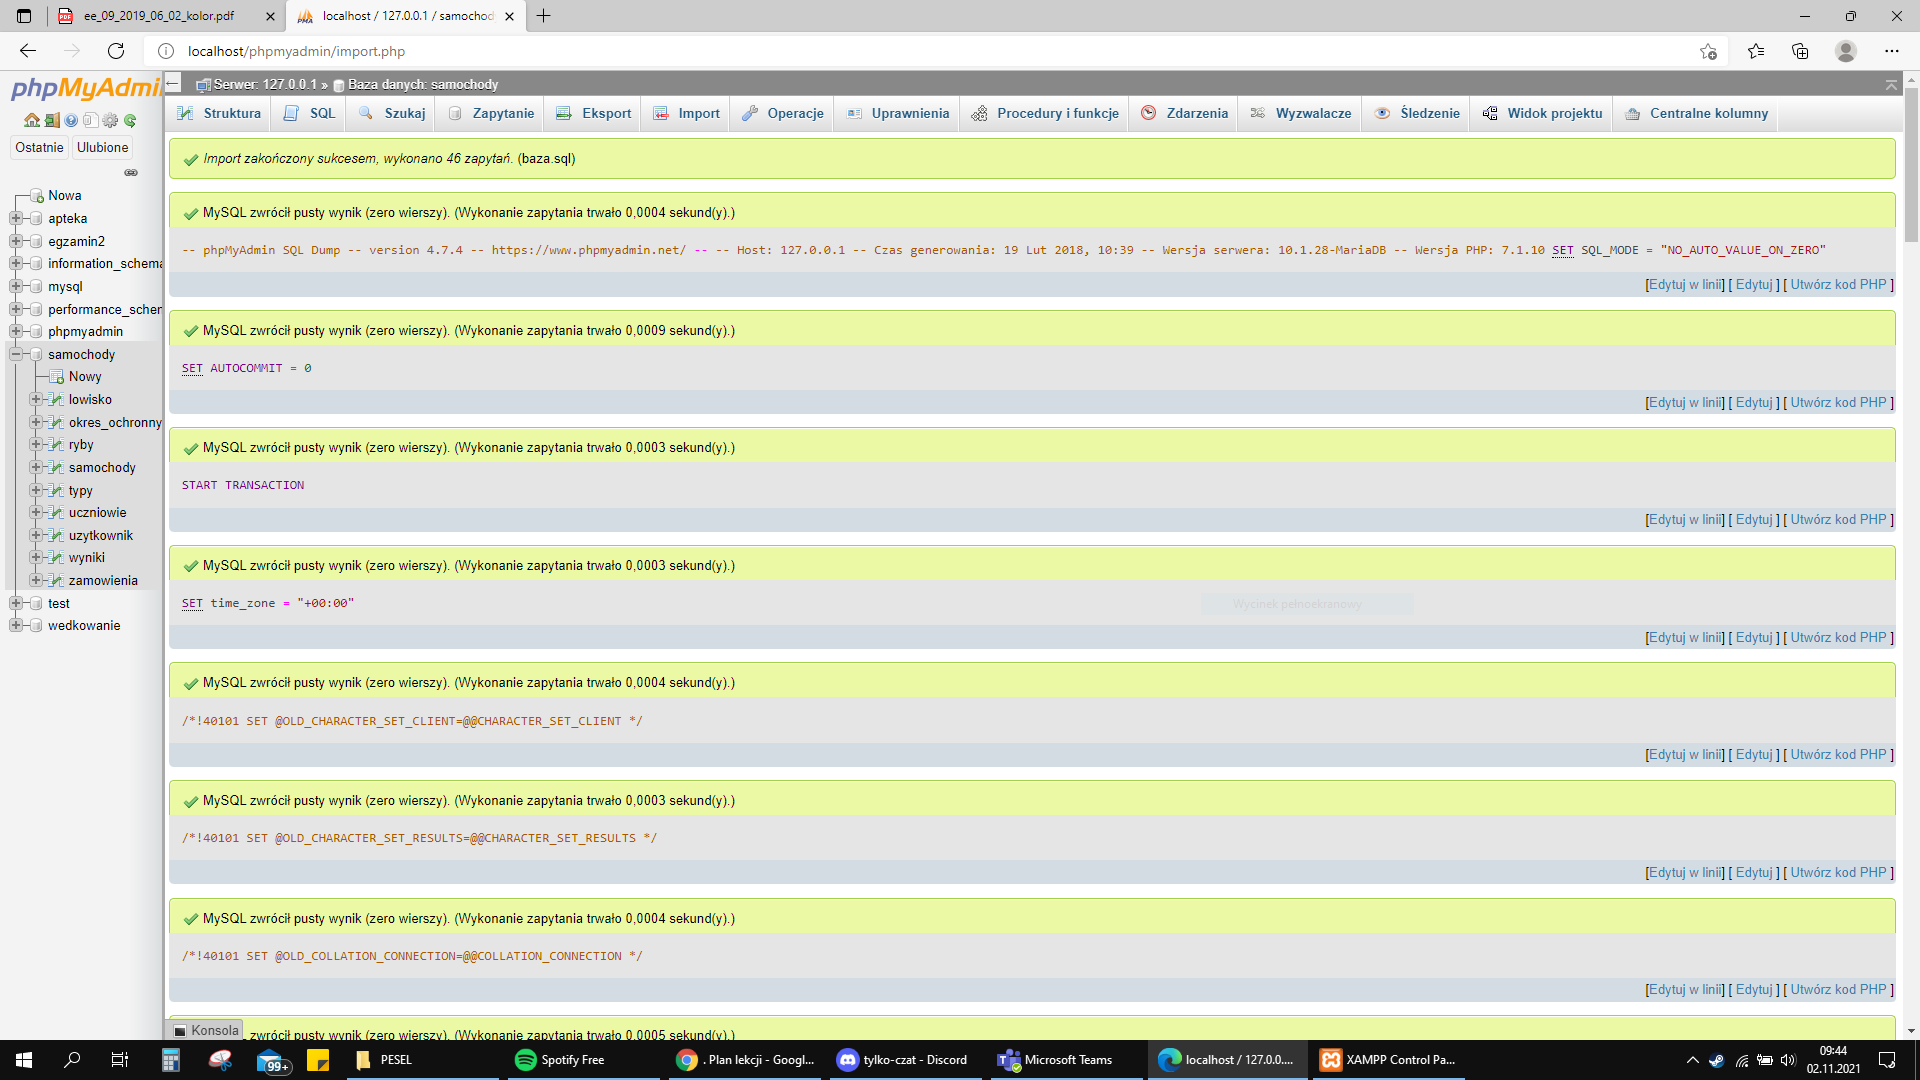 ee_09_2019_06_02_kolor.pdf
localhost / 127.0.0.1 / samochod
localhost/phpmyadmin/import.php
phpMyAdmin
Serwer: 127.0.0.1 » Baza danych: samochody
Struktura SQL Szukaj Zapytanie Eksport Import Operacje Uprawnienia Procedury i funkcje Zdarzenia Wyzwalacze Śledzenie Widok projektu Centralne kolumny
Ostatnie Ulubione
Nowa
apteka
egzamin2
information_schema
mysql
performance_schem
phpmyadmin
samochody
Nowy
lowisko
okres_ochronny
ryby
samochody
typy
uczniowie
uzytkownik
wyniki
zamowienia
test
wedkowanie
Import zakończony sukcesem, wykonano 46 zapytań. (baza.sql)
MySQL zwrócił pusty wynik (zero wierszy). (Wykonanie zapytania trwało 0,0004 sekund(y).)
-- phpMyAdmin SQL Dump -- version 4.7.4 -- https://www.phpmyadmin.net/ -- -- Host: 127.0.0.1 -- Czas generowania: 19 Lut 2018, 10:39 -- Wersja serwera: 10.1.28-MariaDB -- Wersja PHP: 7.1.10 SET SQL_MODE = "NO_AUTO_VALUE_ON_ZERO"
[Edytuj w linii] [ Edytuj ] [ Utwórz kod PHP ]
MySQL zwrócił pusty wynik (zero wierszy). (Wykonanie zapytania trwało 0,0009 sekund(y).)
SET AUTOCOMMIT = 0
[Edytuj w linii] [ Edytuj ] [ Utwórz kod PHP ]
MySQL zwrócił pusty wynik (zero wierszy). (Wykonanie zapytania trwało 0,0003 sekund(y).)
START TRANSACTION
[Edytuj w linii] [ Edytuj ] [ Utwórz kod PHP ]
MySQL zwrócił pusty wynik (zero wierszy). (Wykonanie zapytania trwało 0,0003 sekund(y).)
SET time_zone = "+00:00"
Wycinek pełnoekranowy
[Edytuj w linii] [ Edytuj ] [ Utwórz kod PHP ]
MySQL zwrócił pusty wynik (zero wierszy). (Wykonanie zapytania trwało 0,0004 sekund(y).)
/*!40101 SET @OLD_CHARACTER_SET_CLIENT=@@CHARACTER_SET_CLIENT */
[Edytuj w linii] [ Edytuj ] [ Utwórz kod PHP ]
MySQL zwrócił pusty wynik (zero wierszy). (Wykonanie zapytania trwało 0,0003 sekund(y).)
/*!40101 SET @OLD_CHARACTER_SET_RESULTS=@@CHARACTER_SET_RESULTS */
[Edytuj w linii] [ Edytuj ] [ Utwórz kod PHP ]
MySQL zwrócił pusty wynik (zero wierszy). (Wykonanie zapytania trwało 0,0004 sekund(y).)
/*!40101 SET @OLD_COLLATION_CONNECTION=@@COLLATION_CONNECTION */
[Edytuj w linii] [ Edytuj ] [ Utwórz kod PHP ]
Konsola zwrócił pusty wynik (zero wierszy). (Wykonanie zapytania trwało 0,0005 sekund(y).)
99+ PESEL Spotify Free . Plan lekcji - Googl... tylko-czat - Discord Microsoft Teams localhost / 127.0.0.... XAMPP Control Pa...
09:44
02.11.2021